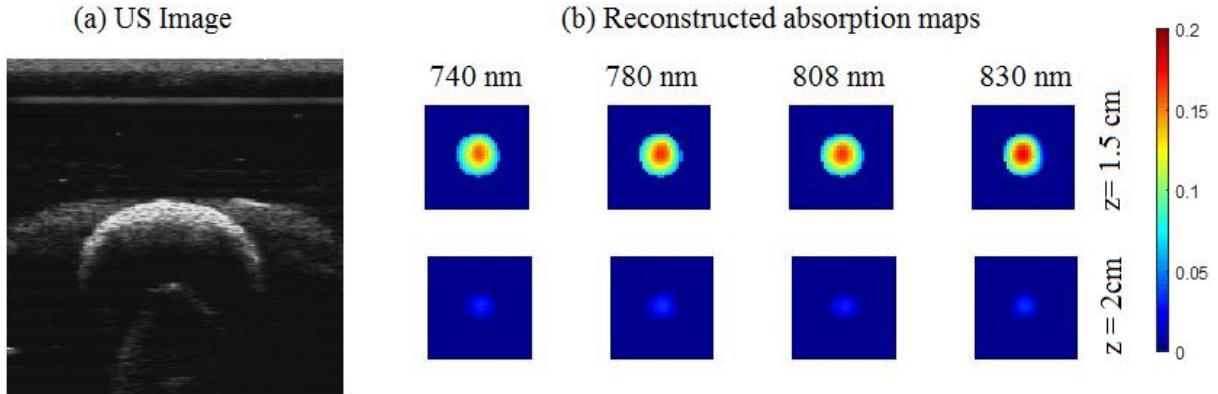 (a) US Image
(b) Reconstructed absorption maps
740 nm
780 nm
808 nm
830 nm
z= 1.5 cm
z = 2cm
0.2
0.15
0.1
0.05
0